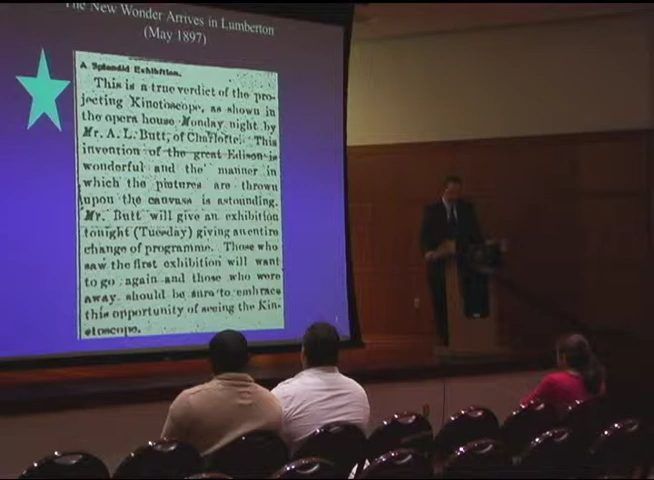 The New Wonder Arrives in Lumberton
(May 1897)
A Splendid Exhibition.
This is a true verdict of the pro-
jecting Kinetoscope, as shown in
the opera house Monday night by
Mr. A. L. Butt, of Charlotte. This
invention of the great Edison is
wonderful and the manner in
which the pictures are thrown
upon the canvass is astounding.
Mr. Butt will give an exhibition
tonight (Tuesday) giving an entire
change of programme. Those who
saw the first exhibition will want
to go again and those who were
away should be sure to embrace
this opportunity of seeing the Kin-
etoscope.